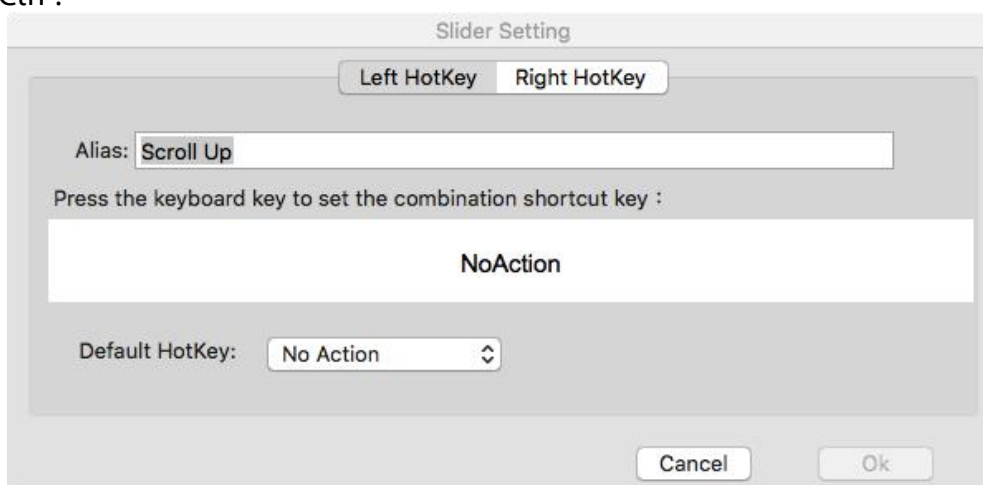 Slider Setting
Left HotKey Right HotKey
Alias: Scroll Up
Press the keyboard key to set the combination shortcut key :
NoAction
Default HotKey: No Action
Cancel Ok